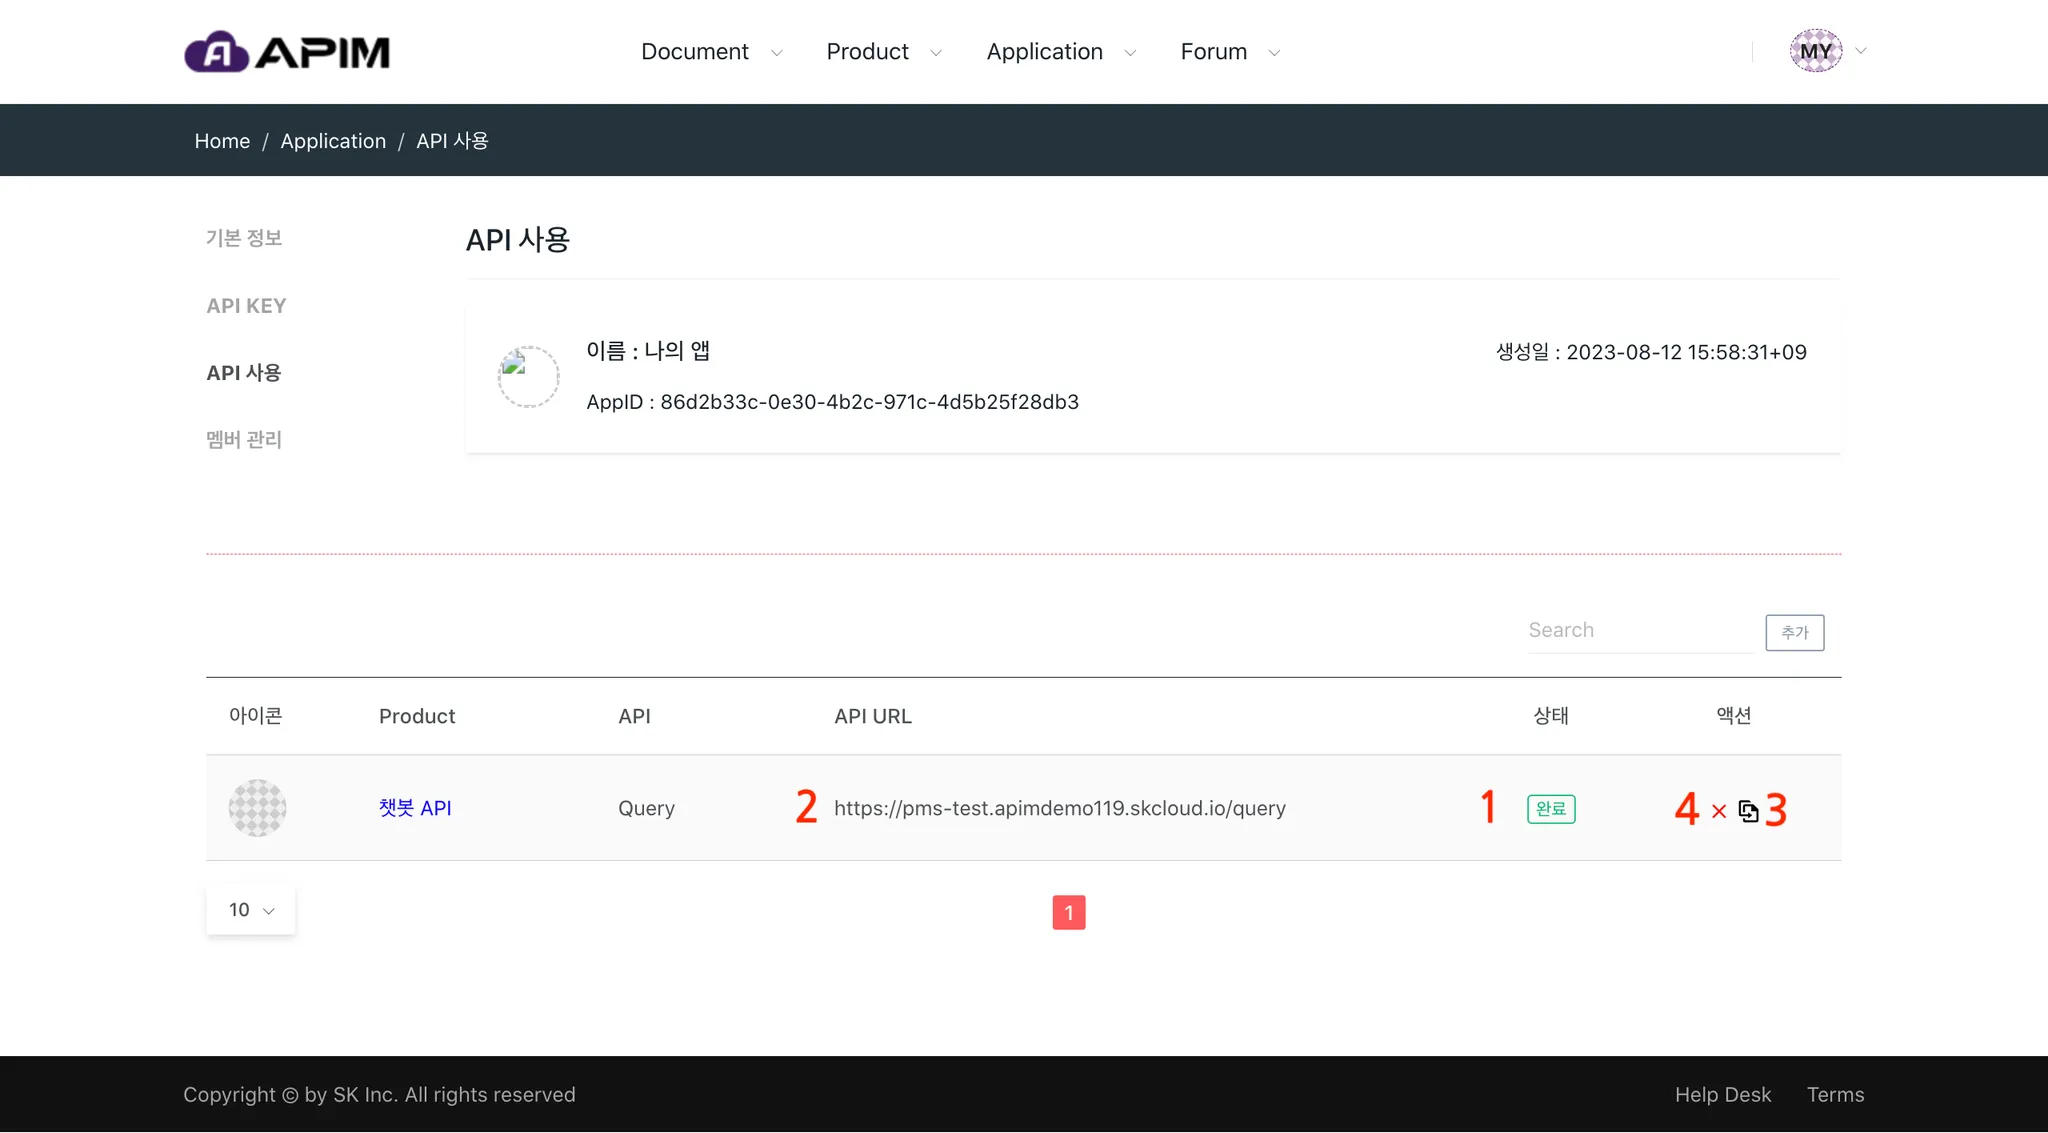 APIM
Document Product Application Forum MY
Home / Application / API 사용
기본 정보
API KEY
API 사용
멤버 관리
API 사용
이름 : 나의 앱
생성일 : 2023-08-12 15:58:31+09
AppID : 86d2b33c-0e30-4b2c-971c-4d5b25f28db3
Search 추가
아이콘 Product API API URL 상태 액션
챗봇 API Query 2 https://pms-test.apimdemo119.skcloud.io/query 1 완료 4 × 3
10 1
Copyright © by SK Inc. All rights reserved Help Desk Terms